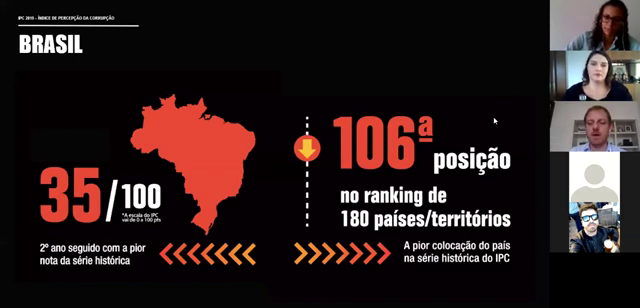 IPC 2019 - ÍNDICE DE PERCEPÇÃO DA CORRUPÇÃO
BRASIL
35/100
*A escala do IPC
vai de 0 a 100 pts
2º ano seguido com a pior
nota da série histórica
106ª
posição
no ranking de
180 países/territórios
A pior colocação do país
na série histórica do IPC